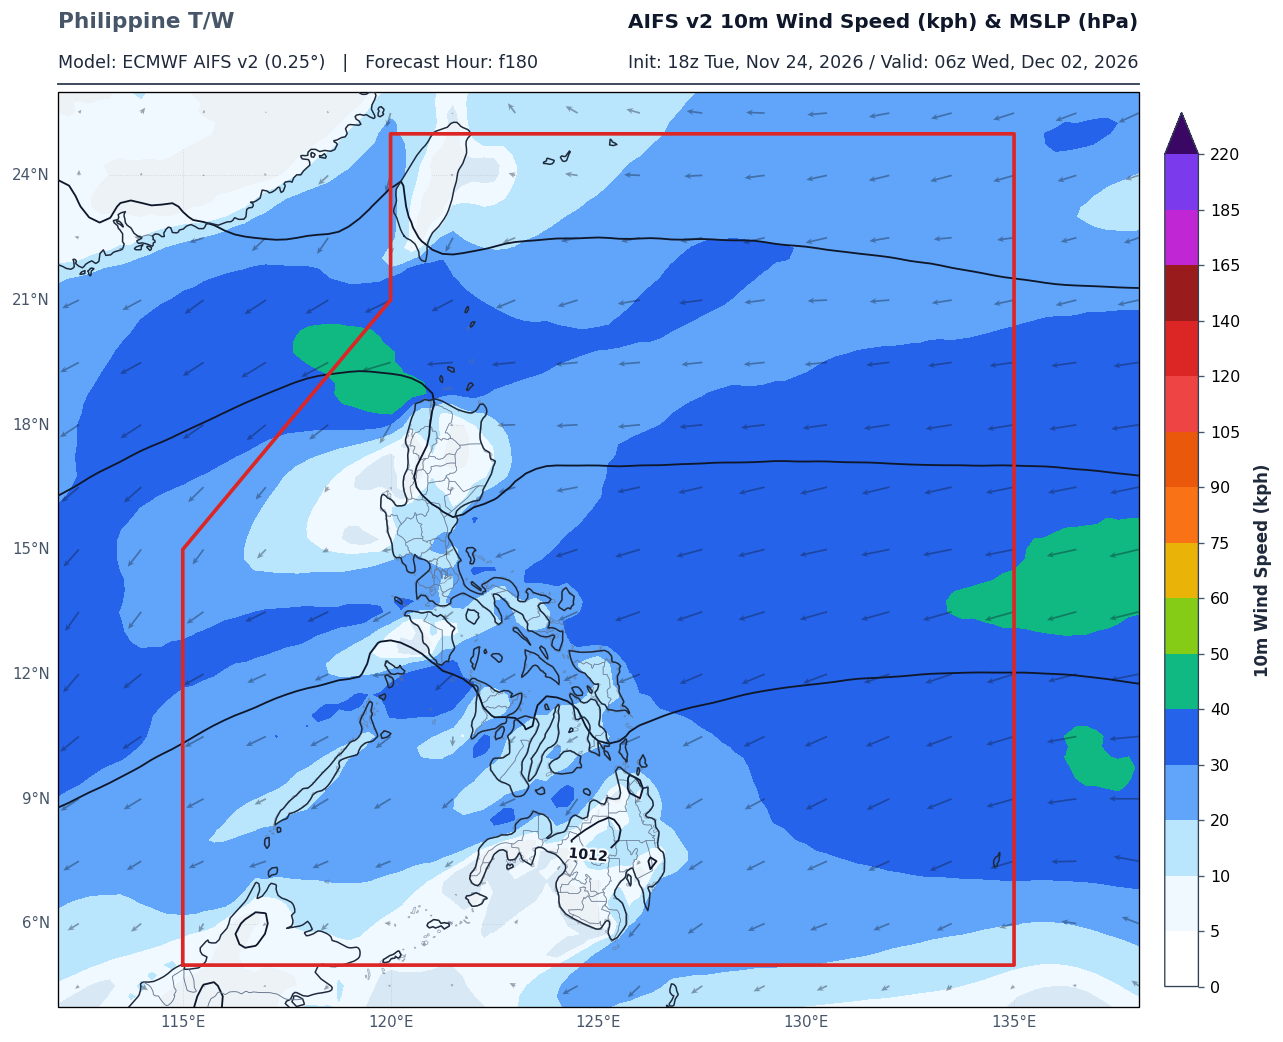 Philippine T/W
AIFS v2 10m Wind Speed (kph) & MSLP (hPa)
Model: ECMWF AIFS v2 (0.25°) | Forecast Hour: f180
Init: 18z Tue, Nov 24, 2026 / Valid: 06z Wed, Dec 02, 2026
24°N
21°N
18°N
15°N
12°N
9°N
6°N
115°E
120°E
125°E
130°E
135°E
1012
220
185
165
140
120
105
90
75
60
50
40
30
20
10
5
0
10m Wind Speed (kph)